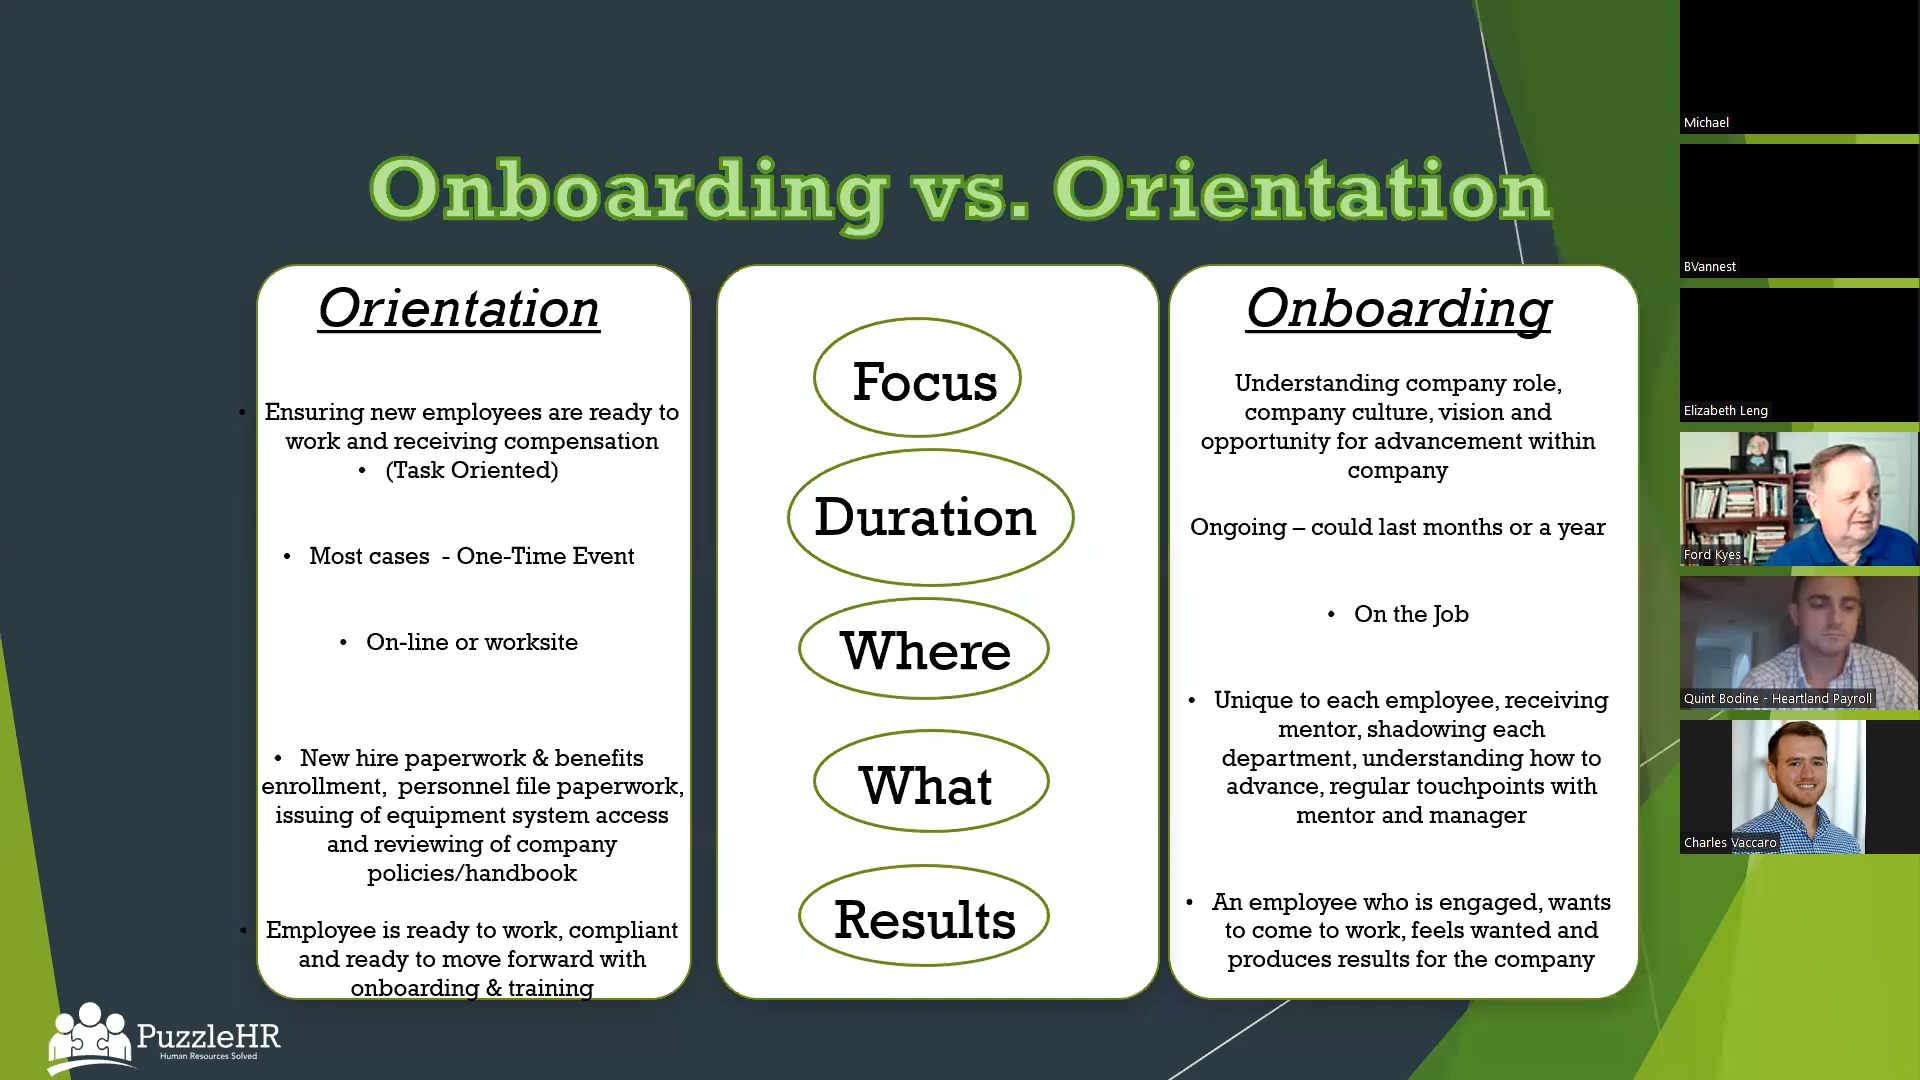 Onboarding vs. Orientation
Orientation
• Ensuring new employees are ready to
work and receiving compensation
• (Task Oriented)
• Most cases - One-Time Event
• On-line or worksite
• New hire paperwork & benefits
enrollment, personnel file paperwork,
issuing of equipment system access
and reviewing of company
policies/handbook
• Employee is ready to work, compliant
and ready to move forward with
onboarding & training
Focus
Duration
Where
What
Results
Onboarding
Understanding company role,
company culture, vision and
opportunity for advancement within
company
Ongoing – could last months or a year
• On the Job
• Unique to each employee, receiving
mentor, shadowing each
department, understanding how to
advance, regular touchpoints with
mentor and manager
• An employee who is engaged, wants
to come to work, feels wanted and
produces results for the company
PuzzleHR
Human Resources Solved
Michael
BVannest
Elizabeth Leng
Ford Kyes
Quint Bodine - Heartland Payroll
Charles Vaccaro